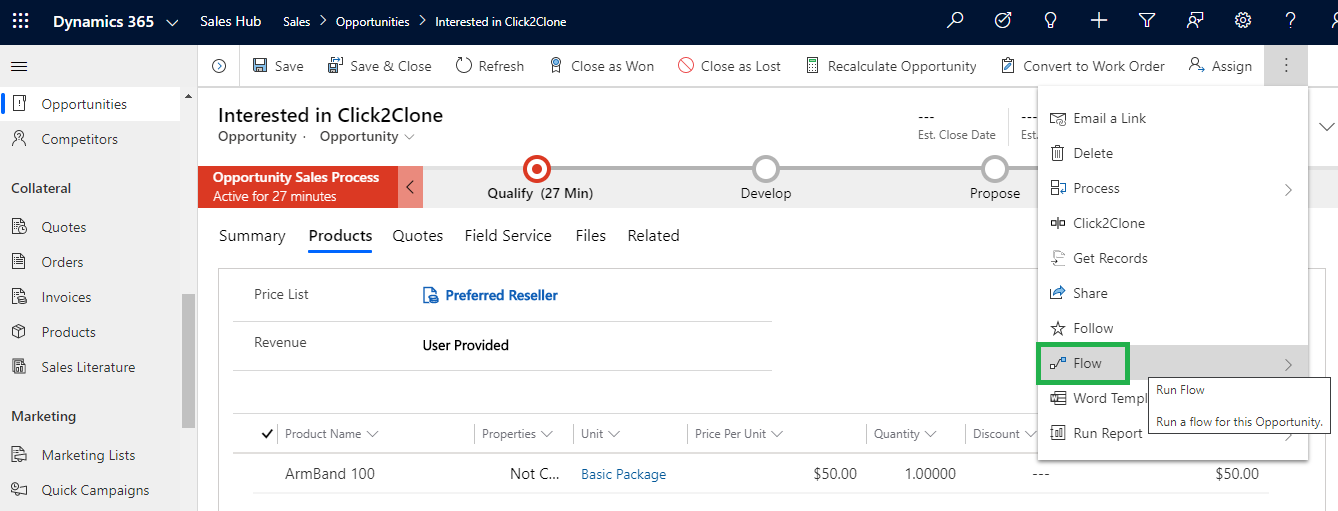 Dynamics 365
Sales Hub
Sales > Opportunities > Interested in Click2Clone
Save
Save & Close
Refresh
Close as Won
Close as Lost
Recalculate Opportunity
Convert to Work Order
Assign
Opportunities
Competitors
Collateral
Quotes
Orders
Invoices
Products
Sales Literature
Marketing
Marketing Lists
Quick Campaigns
Interested in Click2Clone
Opportunity · Opportunity
---
Est. Close Date
---
Est.
Opportunity Sales Process
Active for 27 minutes
Qualify (27 Min)
Develop
Propose
Summary
Products
Quotes
Field Service
Files
Related
Price List
Preferred Reseller
Revenue
User Provided
Product Name
Properties
Unit
Price Per Unit
Quantity
Discount
ArmBand 100
Not C...
Basic Package
$50.00
1.00000
---
$50.00
Email a Link
Delete
Process
Click2Clone
Get Records
Share
Follow
Flow
Word Templ
Run Report
Run Flow
Run a flow for this Opportunity.